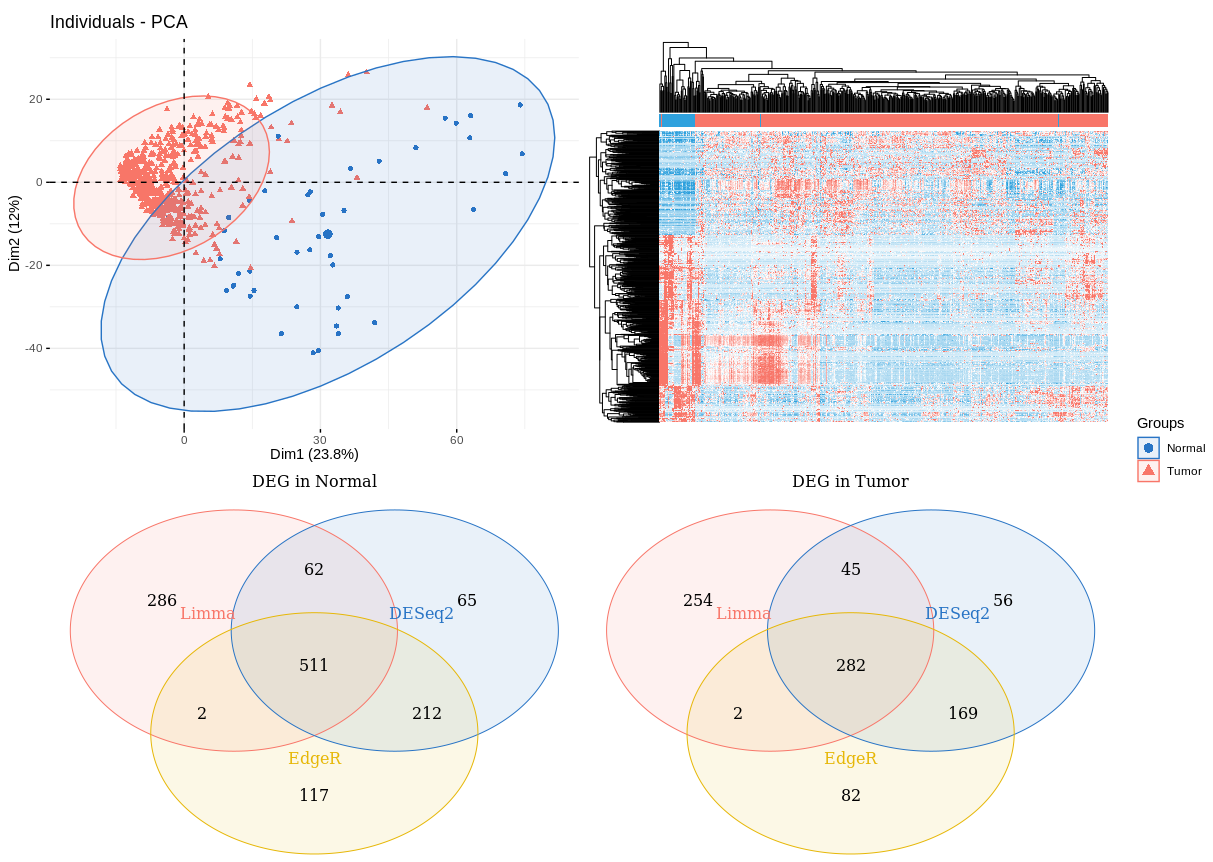 Individuals - PCA
20
0
-20
-40
Dim2 (12%)
0
30
60
Dim1 (23.8%)
Groups
Normal
Tumor
DEG in Normal
62
286
65
Limma
DESeq2
511
2
212
EdgeR
117
DEG in Tumor
45
254
56
Limma
DESeq2
282
2
169
EdgeR
82